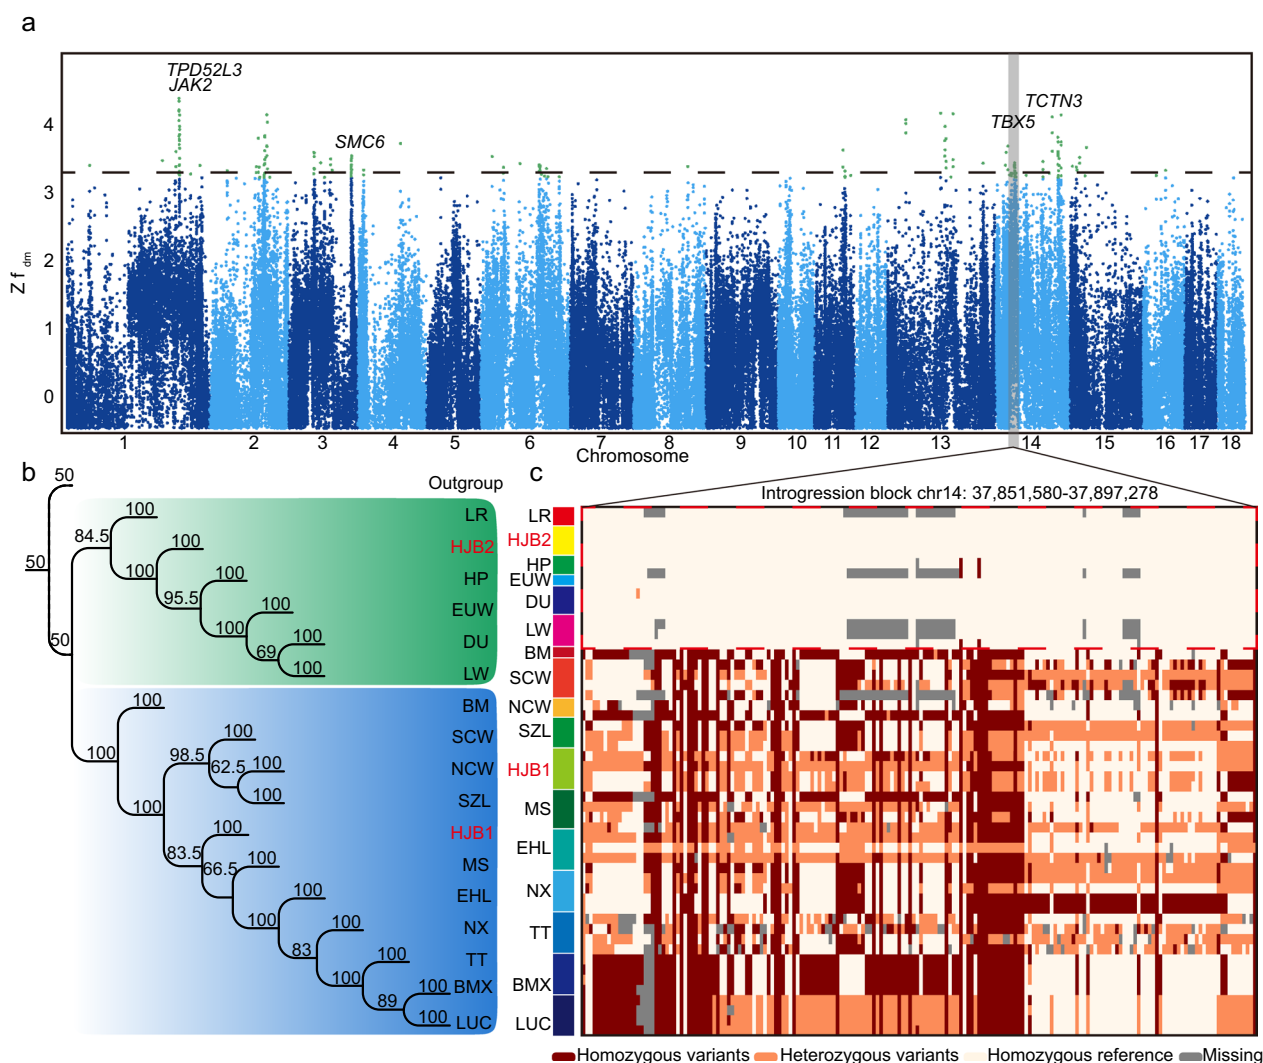 a
TPD52L3
JAK2
SMC6
TBX5
TCTN3
Z f dm
4
3
2
1
0
1 2 3 4 5 6 7 8 9 10 11 12 13 14 15 16 17 18
Chromosome
b
50
Outgroup
50
50
84.5
100
LR
100
HJB2
100
95.5
100
HP
100
100
EUW
69
100
DU
100
LW
100
100
BM
100
98.5
100
SCW
62.5
100
NCW
100
SZL
83.5
100
HJB1
66.5
100
MS
100
100
EHL
83
100
NX
100
100
TT
89
100
BMX
100
LUC
c
Introgression block chr14: 37,851,580-37,897,278
LR
HJB2
HP
EUW
DU
LW
BM
SCW
NCW
SZL
HJB1
MS
EHL
NX
TT
BMX
LUC
Homozygous variants Heterozygous variants Homozygous reference Missing